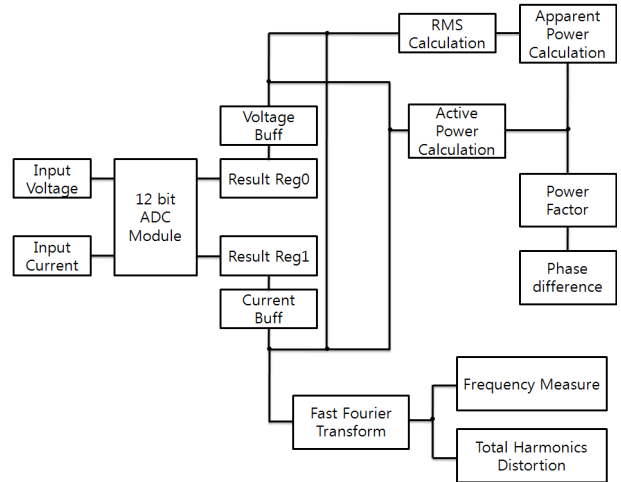 RMS
Calculation
Apparent
Power
Calculation
Voltage
Buff
Active
Power
Calculation
Input
Voltage
12 bit
ADC
Module
Result Reg0
Power
Factor
Input
Current
Result Reg1
Phase
difference
Current
Buff
Fast Fourier
Transform
Frequency Measure
Total Harmonics
Distortion